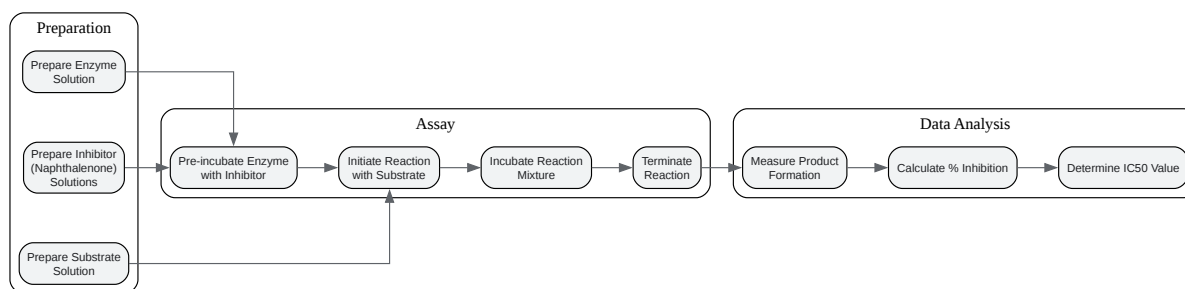 Preparation
Prepare Enzyme
Solution
Prepare Inhibitor
(Naphthalenone)
Solutions
Prepare Substrate
Solution
Assay
Pre-incubate Enzyme
with Inhibitor
Initiate Reaction
with Substrate
Incubate Reaction
Mixture
Terminate
Reaction
Data Analysis
Measure Product
Formation
Calculate % Inhibition
Determine IC50 Value